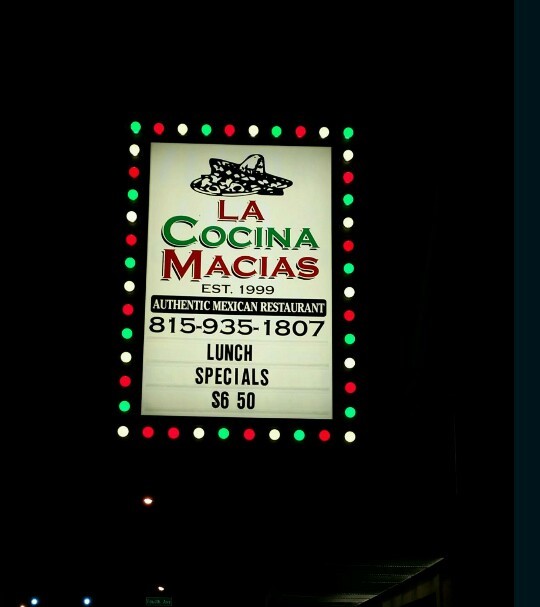 LA
COCINA
MACIAS
EST. 1999
AUTHENTIC MEXICAN RESTAURANT
815-935-1807
LUNCH
SPECIALS
S6 50